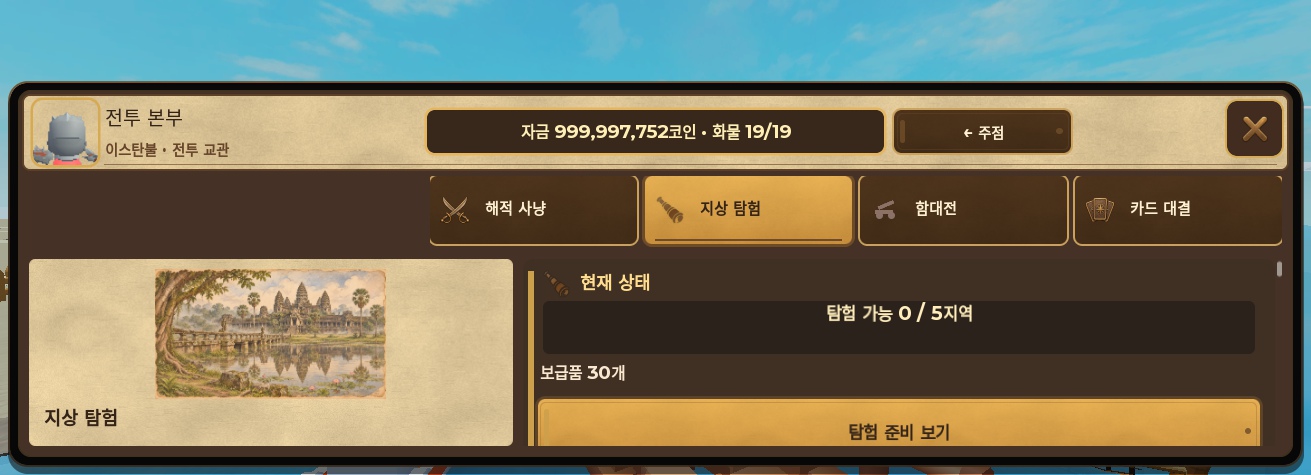 전투 본부
이스탄불 • 전투 교관
자금 999,997,752코인 • 화물 19/19
← 주점
해적 사냥
지상 탐험
함대전
카드 대결
지상 탐험
현재 상태
탐험 가능 0 / 5지역
보급품 30개
탐험 준비 보기